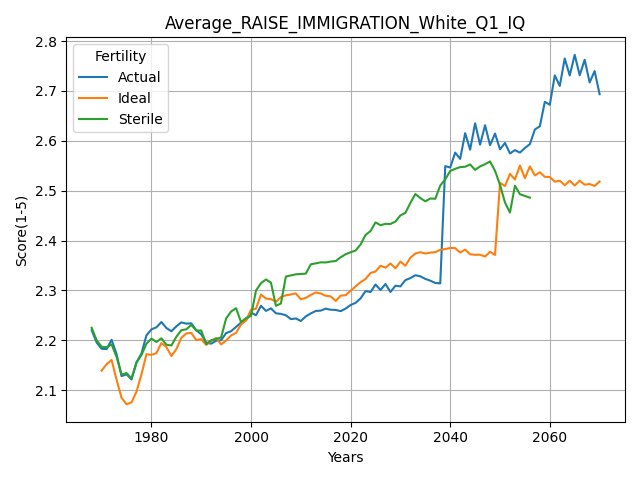 Average_RAISE_IMMIGRATION_White_Q1_IQ
Fertility
Actual
Ideal
Sterile
Score(1-5)
2.8
2.7
2.6
2.5
2.4
2.3
2.2
2.1
1980
2000
2020
2040
2060
Years